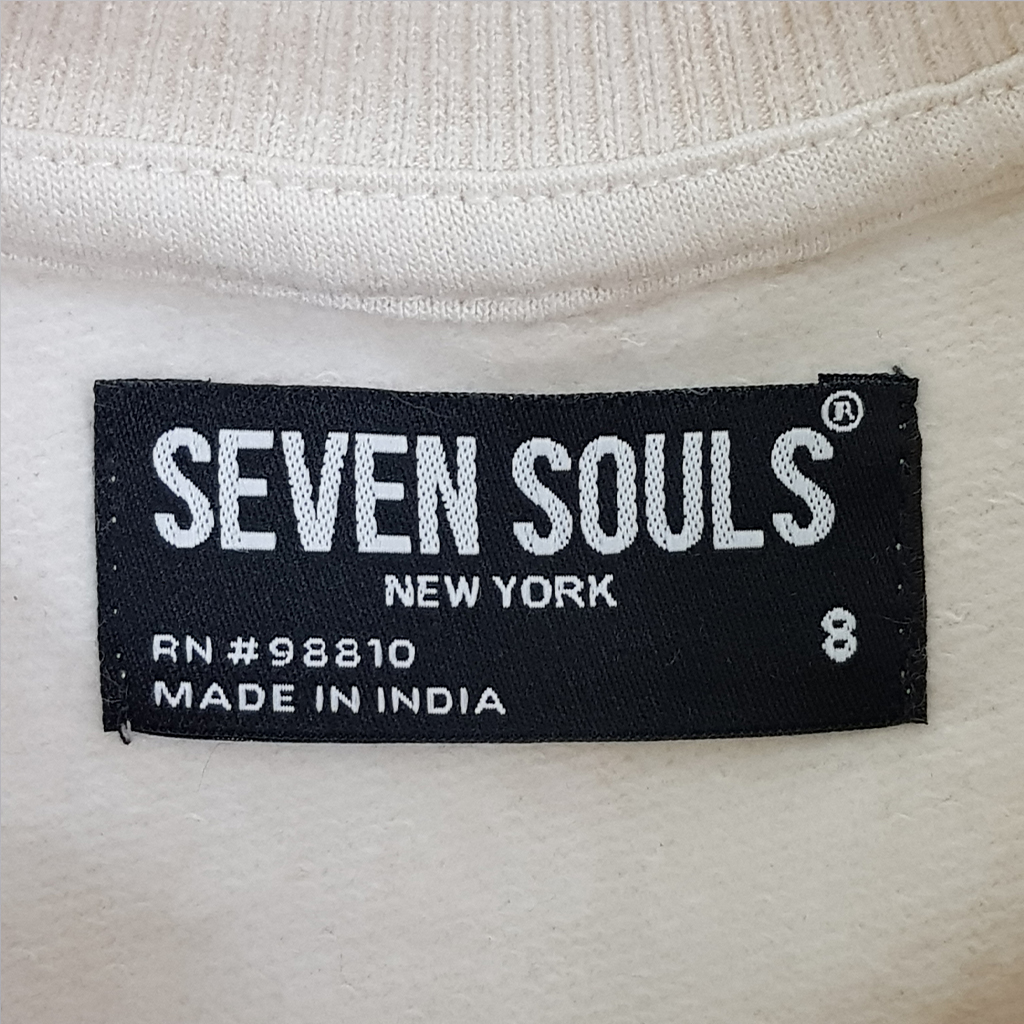 SEVEN SOULS®
NEW YORK
8
RN #98810
MADE IN INDIA